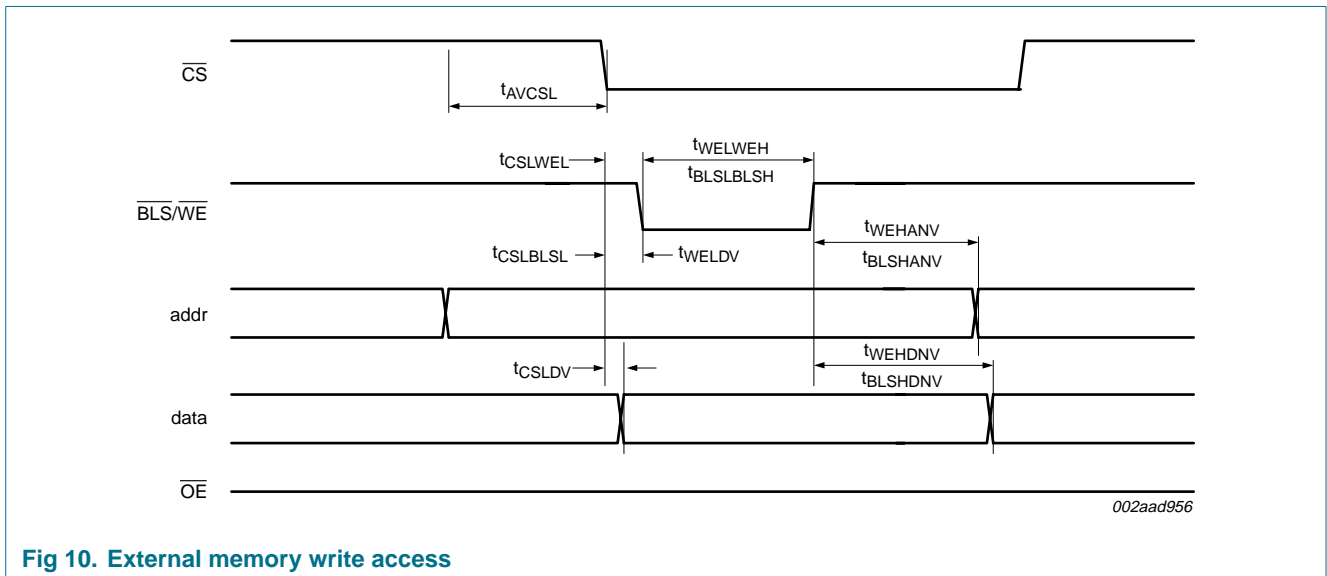 CS
tAVCSL
tCSLWEL
tWELWEH
tBLSLBLSH
BLS/WE
tCSLBLSL
tWELDV
tWEHANV
tBLSHANV
addr
tCSLDV
tWEHDNV
tBLSHDNV
data
OE
002aad956
Fig 10. External memory write access